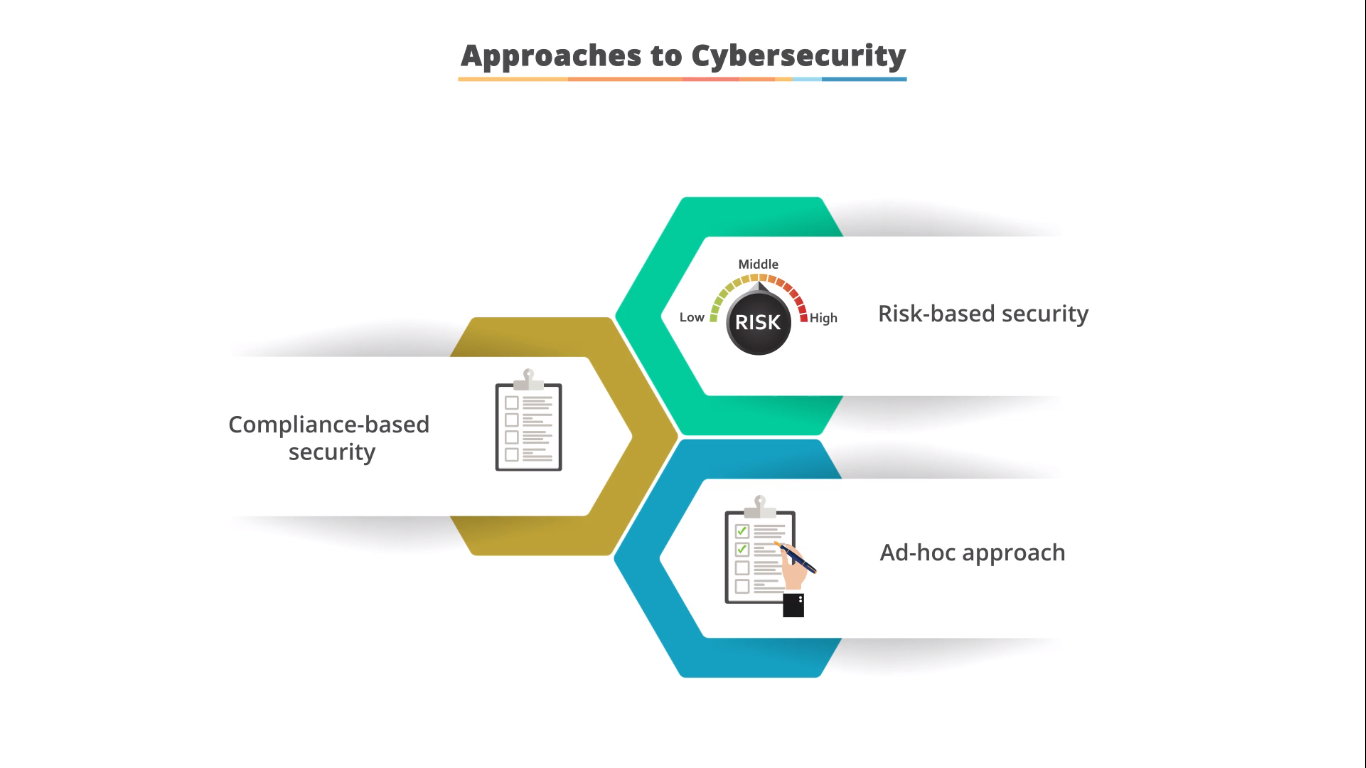 Approaches to Cybersecurity
Middle
Low
RISK
High
Risk-based security
Compliance-based
security
Ad-hoc approach